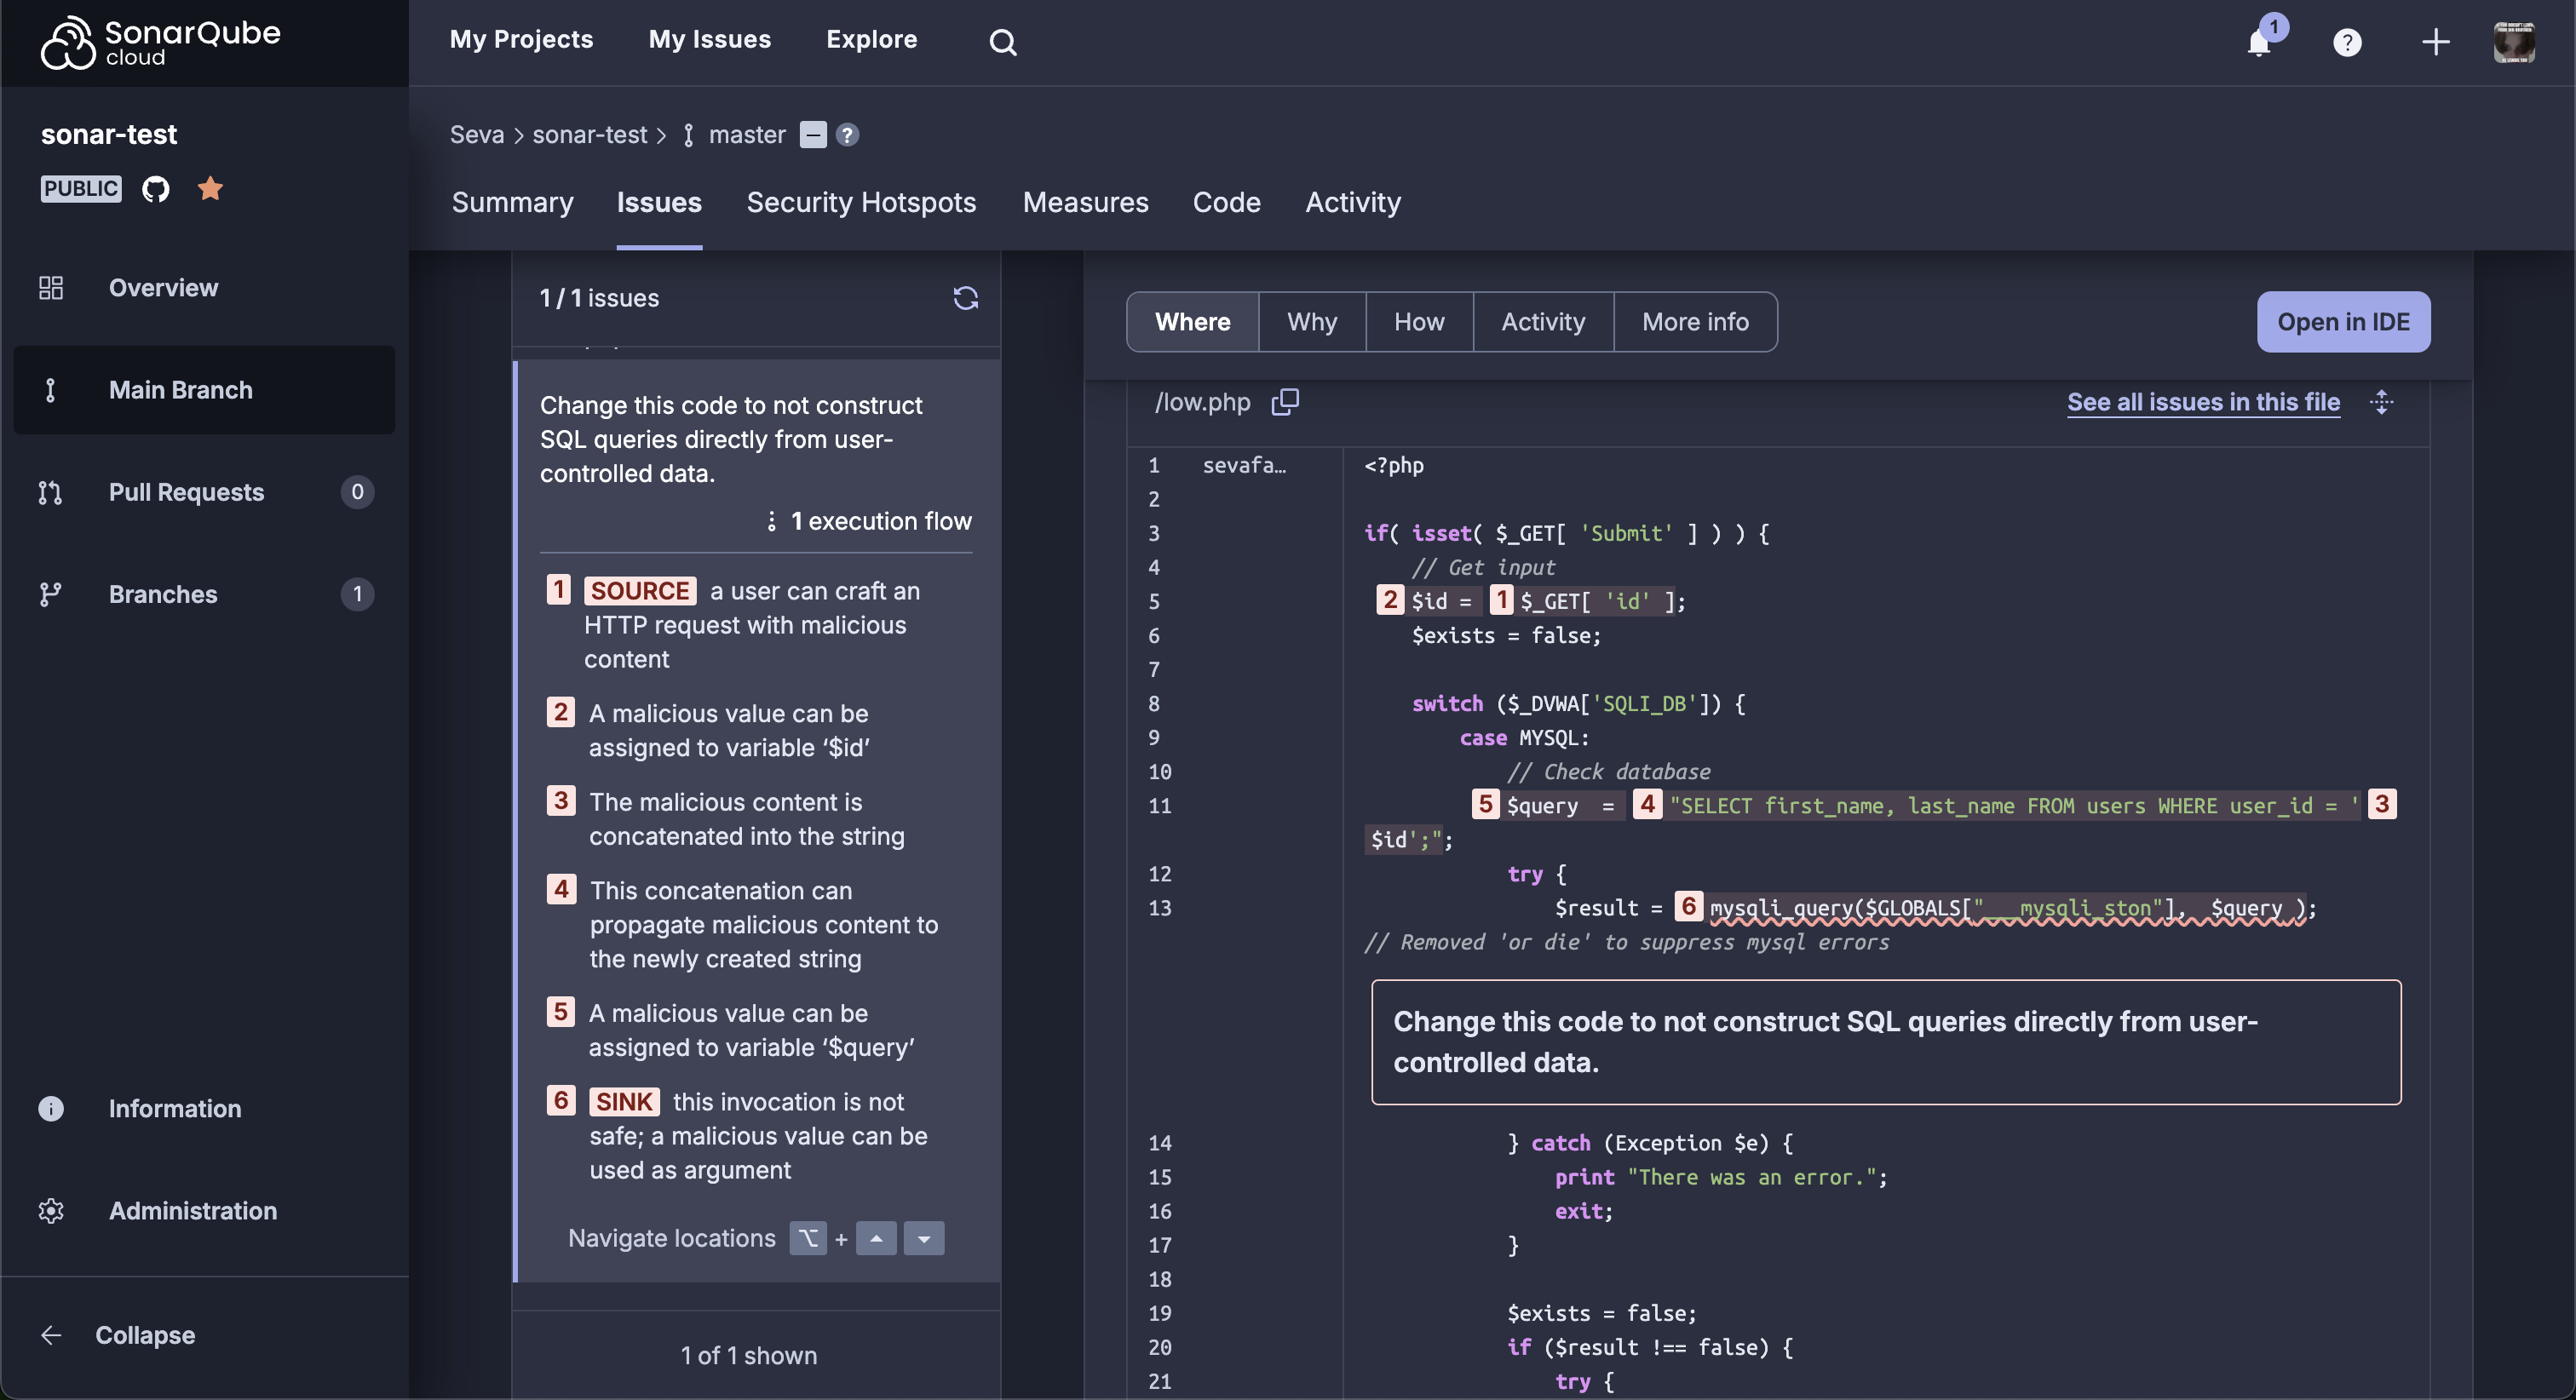 SonarQube
cloud
My Projects
My Issues
Explore
1
?
sonar-test
PUBLIC
Overview
Main Branch
Pull Requests 0
Branches 1
Information
Administration
Collapse
Seva > sonar-test > master ?
Summary
Issues
Security Hotspots
Measures
Code
Activity
1 / 1 issues
Change this code to not construct
SQL queries directly from user-
controlled data.
1 execution flow
1 SOURCE a user can craft an
HTTP request with malicious
content
2 A malicious value can be
assigned to variable ‘$id’
3 The malicious content is
concatenated into the string
4 This concatenation can
propagate malicious content to
the newly created string
5 A malicious value can be
assigned to variable ‘$query’
6 SINK this invocation is not
safe; a malicious value can be
used as argument
Navigate locations ⌥ +
1 of 1 shown
Where
Why
How
Activity
More info
Open in IDE
/low.php
See all issues in this file
1 sevafa… <?php
2
3 if( isset( $_GET[ 'Submit' ] ) ) {
4 // Get input
5 2 $id = 1 $_GET[ 'id' ];
6 $exists = false;
7
8 switch ($_DVWA['SQLI_DB']) {
9 case MYSQL:
10 // Check database
11 5 $query  = 4 "SELECT first_name, last_name FROM users WHERE user_id = ' 3
$id';";
12 try {
13 $result = 6 mysqli_query($GLOBALS["___mysqli_ston"],  $query );
// Removed 'or die' to suppress mysql errors
Change this code to not construct SQL queries directly from user-
controlled data.
14 } catch (Exception $e) {
15 print "There was an error.";
16 exit;
17 }
18
19 $exists = false;
20 if ($result !== false) {
21 try {